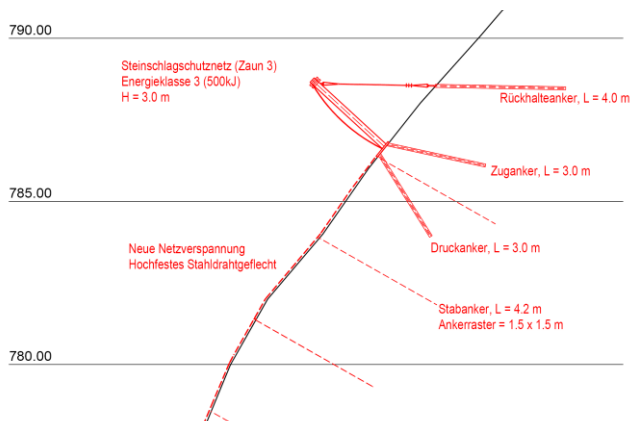 790.00
Steinschlagschutznetz (Zaun 3)
Energieklasse 3 (500kJ)
H = 3.0 m
Rückhalteanker, L = 4.0 m
Zuganker, L = 3.0 m
785.00
Druckanker, L = 3.0 m
Neue Netzverspannung
Hochfestes Stahldrahtgeflecht
Stabanker, L = 4.2 m
Ankerraster = 1.5 x 1.5 m
780.00